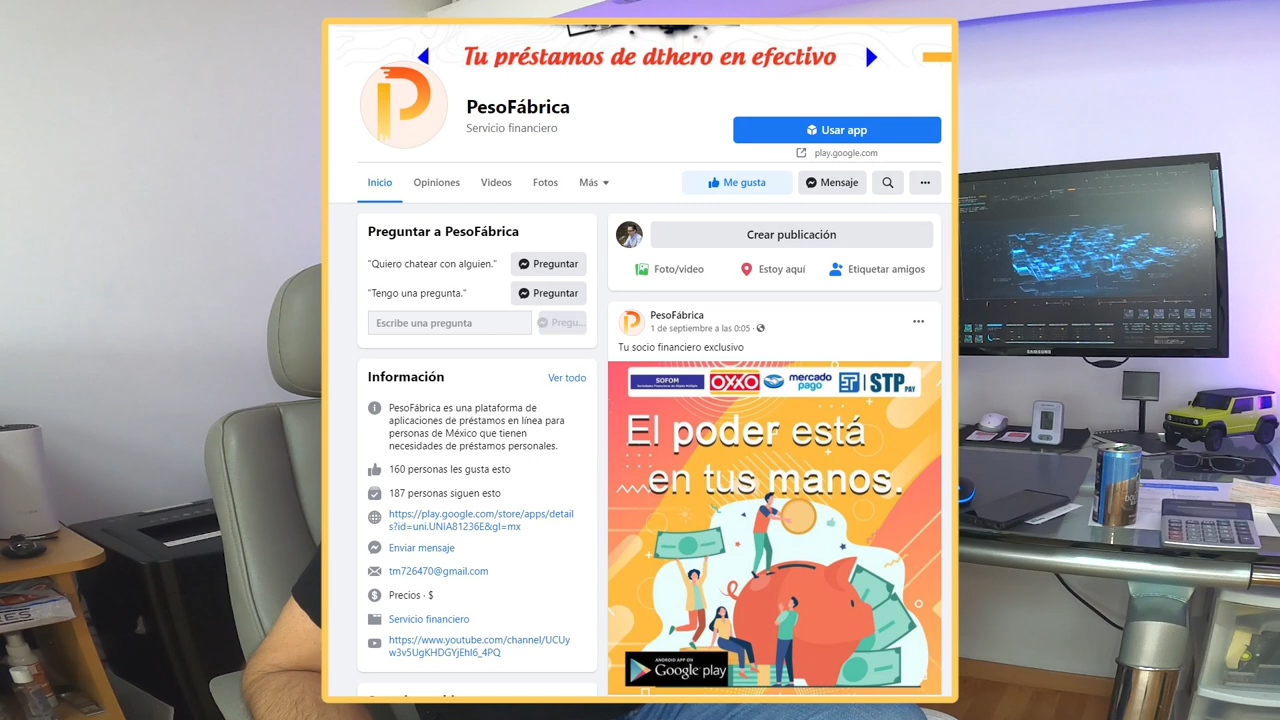 Tu préstamos de dthero en efectivo
PesoFábrica
Servicio financiero
Usar app
play.google.com
Inicio
Opiniones
Videos
Fotos
Más
Me gusta
Mensaje
Preguntar a PesoFábrica
"Quiero chatear con alguien."
Preguntar
"Tengo una pregunta."
Preguntar
Escribe una pregunta
Pregu...
Información
Ver todo
PesoFábrica es una plataforma de
aplicaciones de préstamos en línea para
personas de México que tienen
necesidades de préstamos personales.
160 personas les gusta esto
187 personas siguen esto
https://play.google.com/store/apps/detail
s?id=uni.UNIA81236E&gl=mx
Enviar mensaje
tm726470@gmail.com
Precios · $
Servicio financiero
https://www.youtube.com/channel/UCUy
w3v5UgKHDGYjEhI6_4PQ
Crear publicación
Foto/video
Estoy aquí
Etiquetar amigos
PesoFábrica
1 de septiembre a las 0:05 ·
Tu socio financiero exclusivo
SOFOM
OXXO
mercado
pago
STP
PAY
El poder está
en tus manos.
ANDROID APP ON
Google play
SAMSUNG